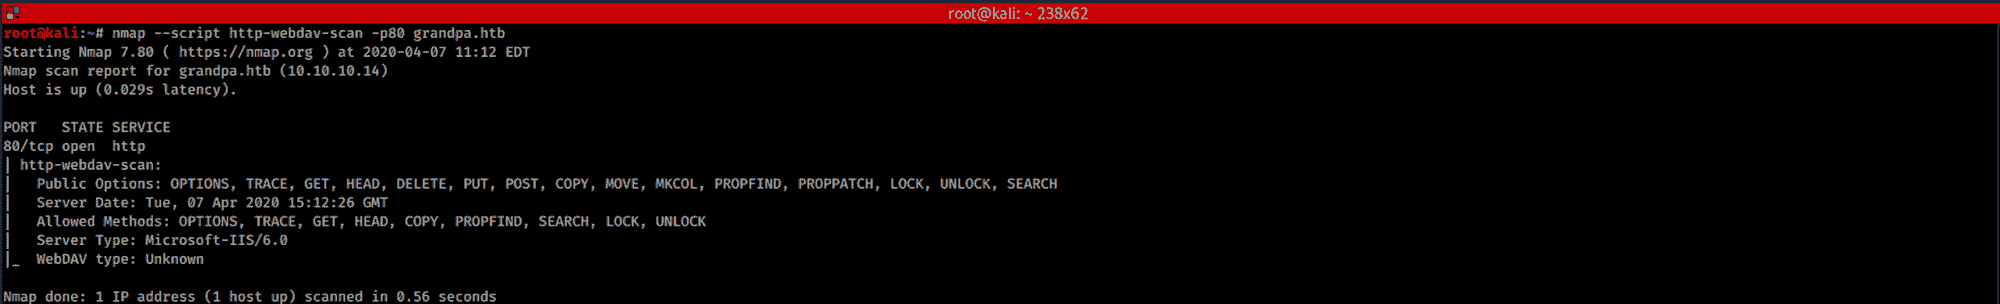 root@kali: ~ 238x62
root@kali:~# nmap --script http-webdav-scan -p80 grandpa.htb
Starting Nmap 7.80 ( https://nmap.org ) at 2020-04-07 11:12 EDT
Nmap scan report for grandpa.htb (10.10.10.14)
Host is up (0.029s latency).
PORT   STATE SERVICE
80/tcp open  http
| http-webdav-scan:
|   Public Options: OPTIONS, TRACE, GET, HEAD, DELETE, PUT, POST, COPY, MOVE, MKCOL, PROPFIND, PROPPATCH, LOCK, UNLOCK, SEARCH
|   Server Date: Tue, 07 Apr 2020 15:12:26 GMT
|   Allowed Methods: OPTIONS, TRACE, GET, HEAD, COPY, PROPFIND, SEARCH, LOCK, UNLOCK
|   Server Type: Microsoft-IIS/6.0
|_  WebDAV type: Unknown
Nmap done: 1 IP address (1 host up) scanned in 0.56 seconds